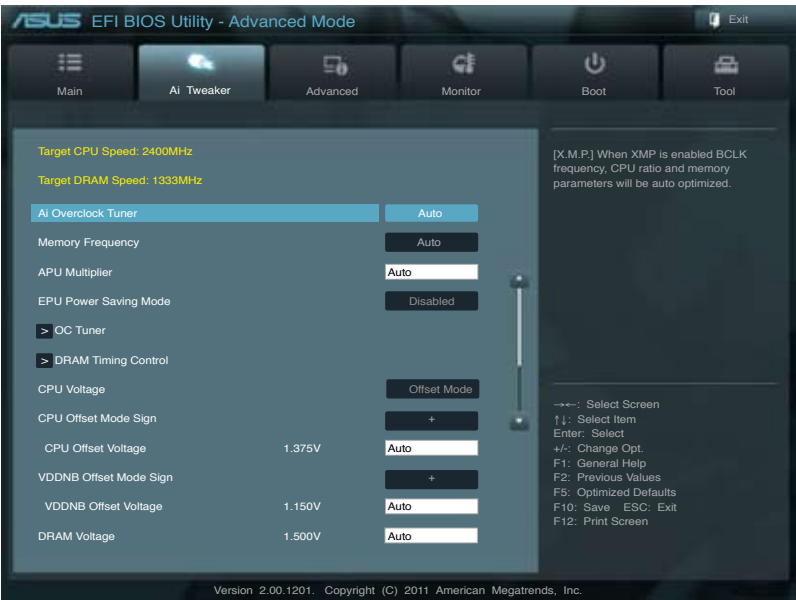 ASUS EFI BIOS Utility - Advanced Mode
Exit
Main
Ai Tweaker
Advanced
Monitor
Boot
Tool
Target CPU Speed: 2400MHz
Target DRAM Speed: 1333MHz
Ai Overclock Tuner Auto
Memory Frequency Auto
APU Multiplier Auto
EPU Power Saving Mode Disabled
> OC Tuner
> DRAM Timing Control
CPU Voltage Offset Mode
CPU Offset Mode Sign +
CPU Offset Voltage 1.375V Auto
VDDNB Offset Mode Sign +
VDDNB Offset Voltage 1.150V Auto
DRAM Voltage 1.500V Auto
[X.M.P.] When XMP is enabled BCLK
frequency, CPU ratio and memory
parameters will be auto optimized.
→←: Select Screen
↑↓: Select Item
Enter: Select
+/-: Change Opt.
F1: General Help
F2: Previous Values
F5: Optimized Defaults
F10: Save ESC: Exit
F12: Print Screen
Version 2.00.1201. Copyright (C) 2011 American Megatrends, Inc.